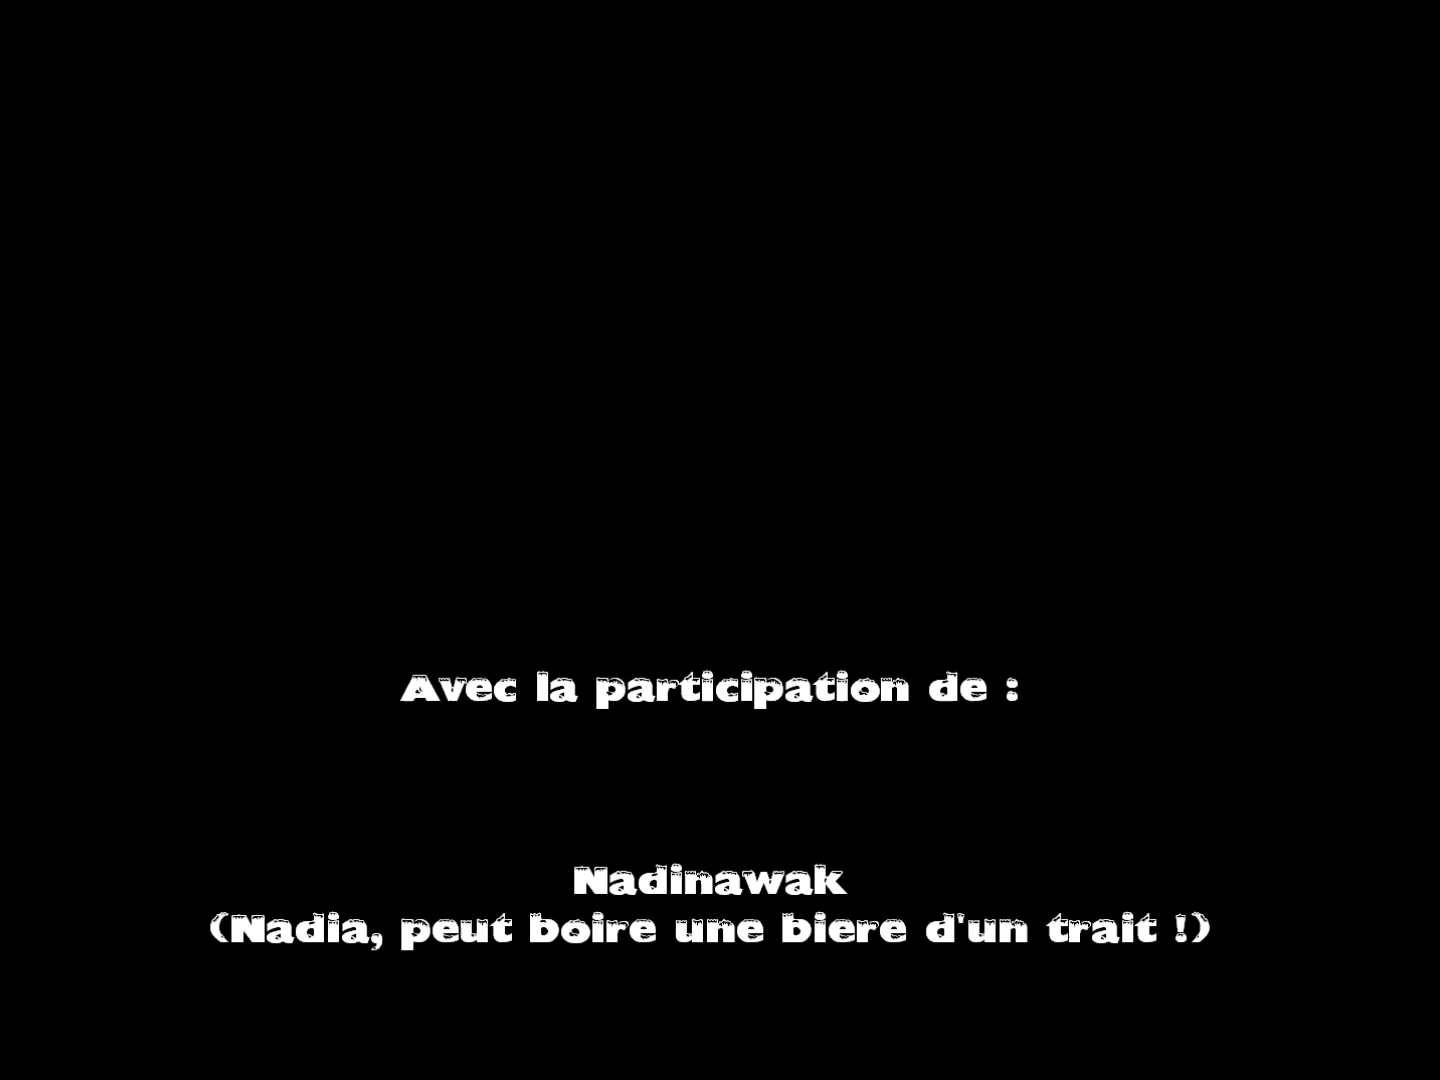 Avec la participation de :
Nadinawak
(Nadia, peut boire une biere d'un trait !)